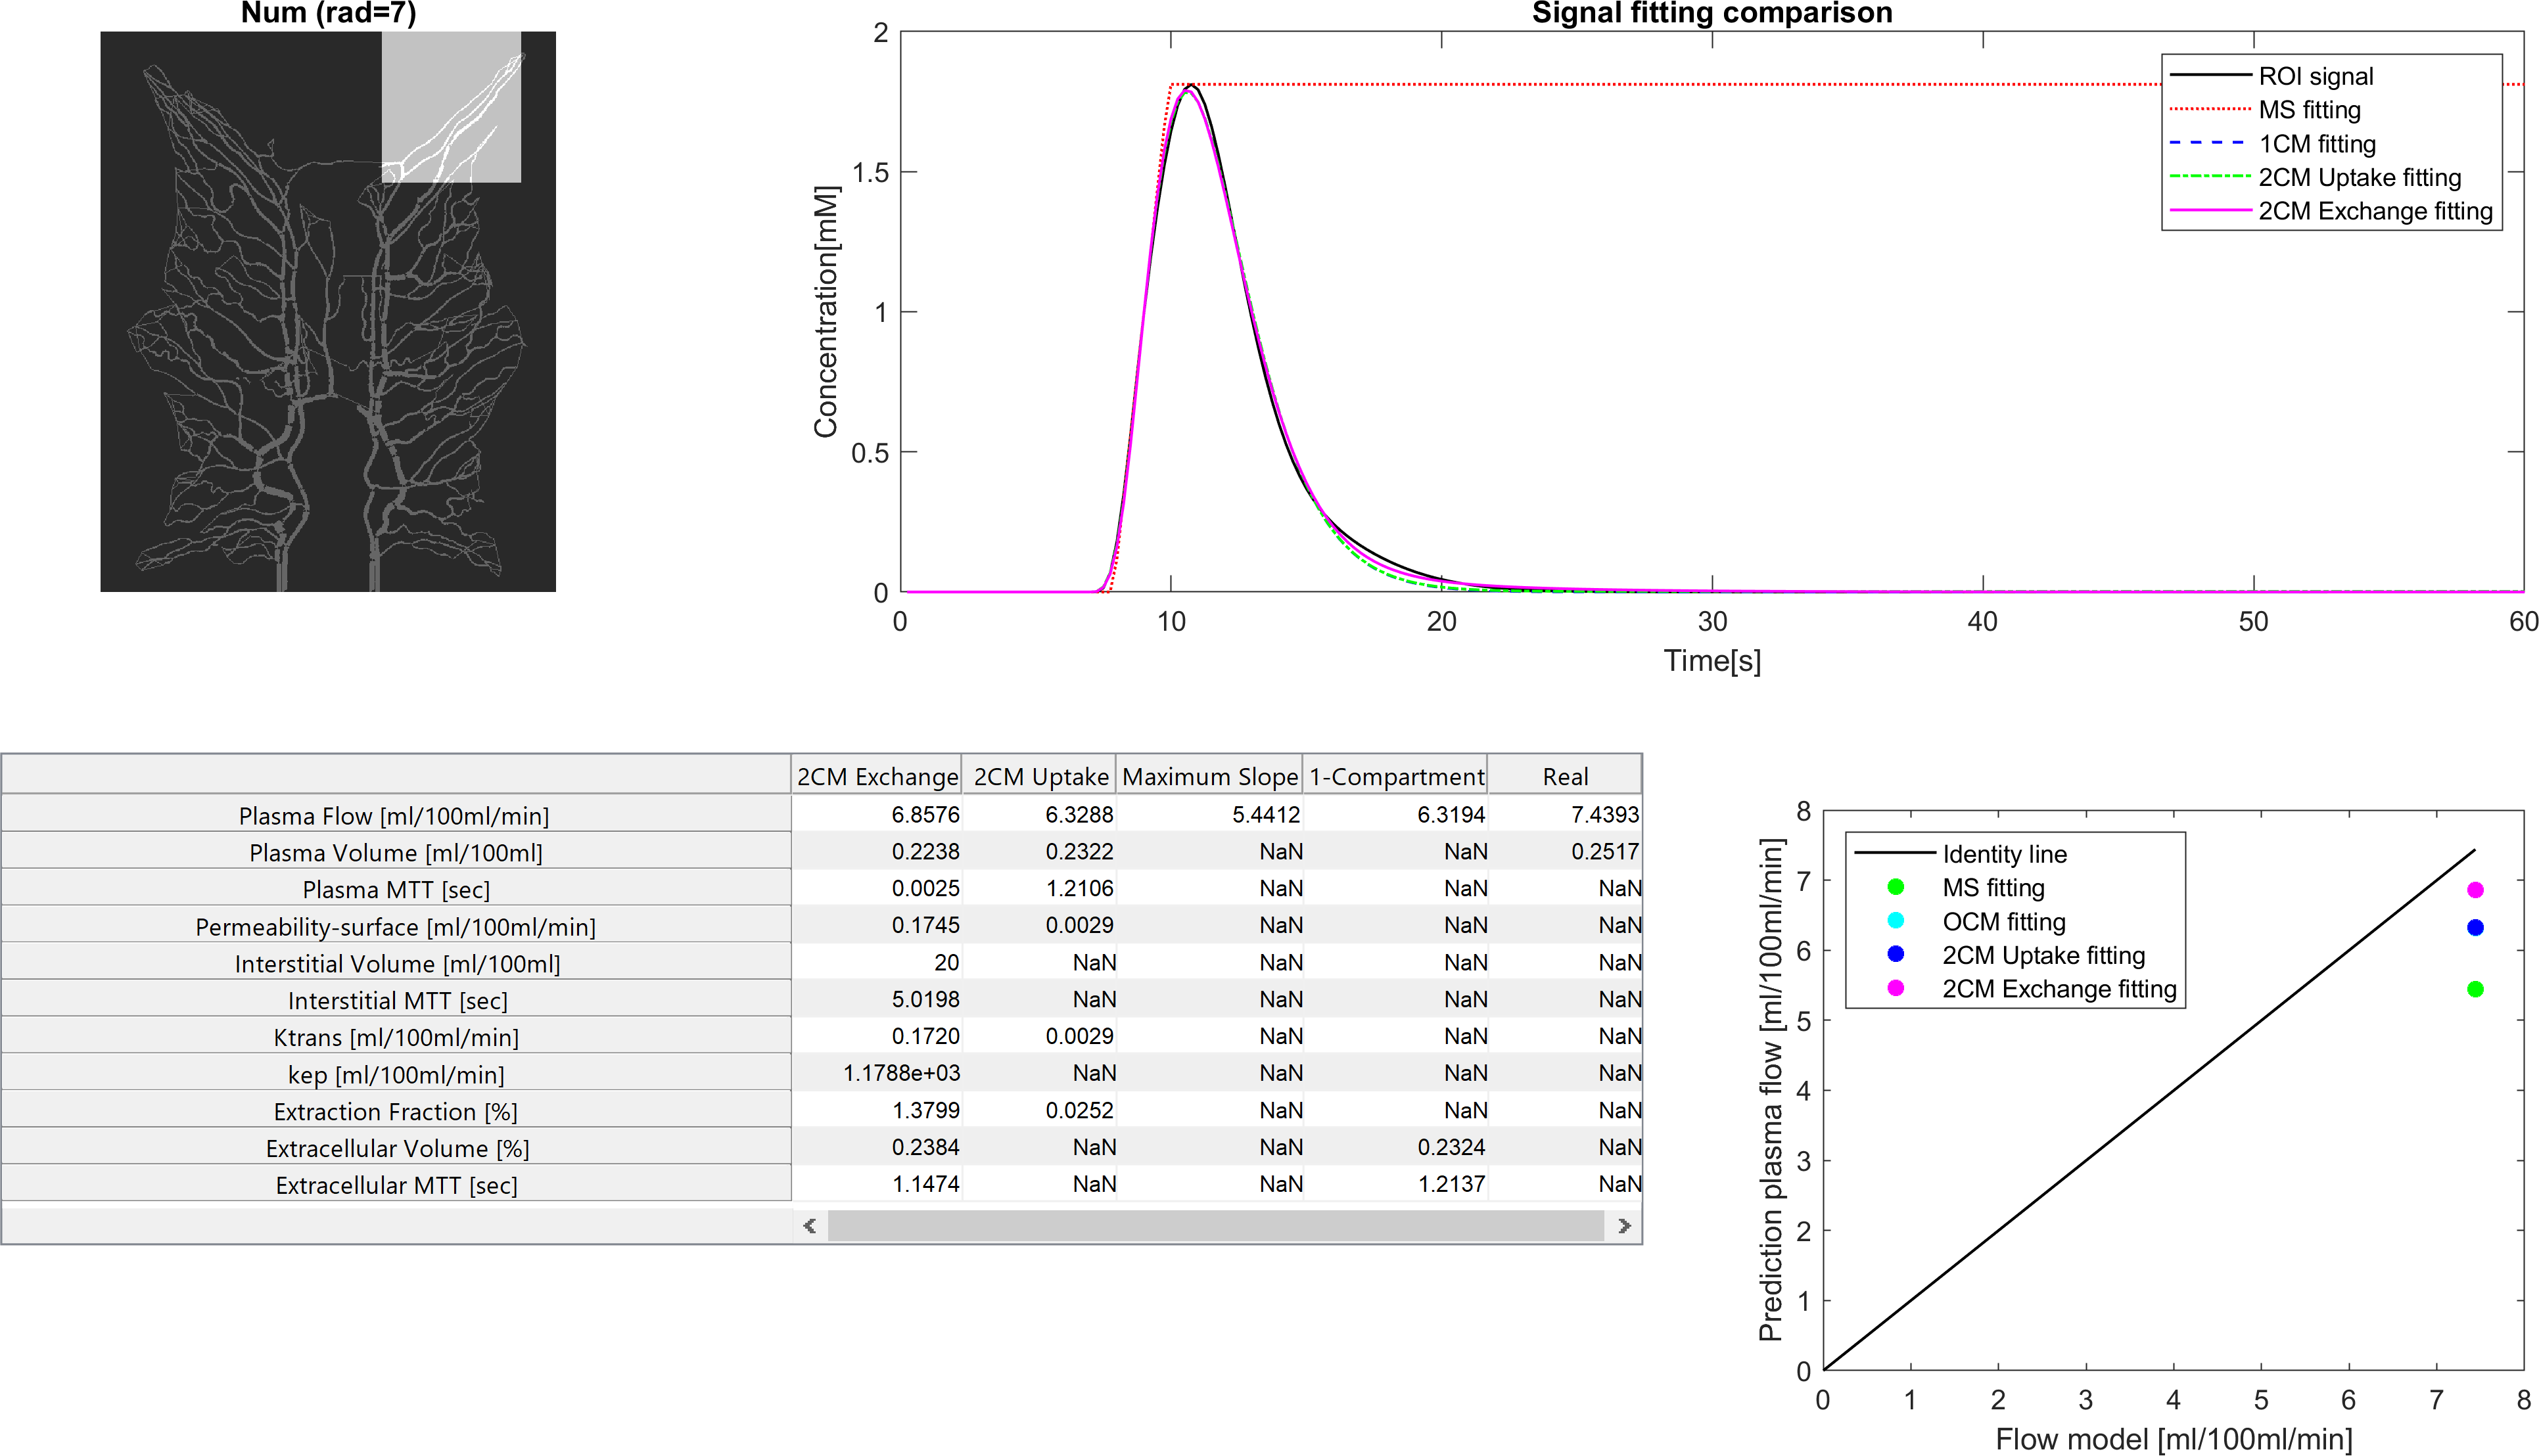 Num (rad=7)
Signal fitting comparison
2
1.5
1
0.5
0
Concentration[mM]
0 10 20 30 40 50 60
Time[s]
ROI signal
MS fitting
1CM fitting
2CM Uptake fitting
2CM Exchange fitting
2CM Exchange 2CM Uptake Maximum Slope 1-Compartment Real
Plasma Flow [ml/100ml/min] 6.8576 6.3288 5.4412 6.3194 7.4393
Plasma Volume [ml/100ml] 0.2238 0.2322 NaN NaN 0.2517
Plasma MTT [sec] 0.0025 1.2106 NaN NaN NaN
Permeability-surface [ml/100ml/min] 0.1745 0.0029 NaN NaN NaN
Interstitial Volume [ml/100ml] 20 NaN NaN NaN NaN
Interstitial MTT [sec] 5.0198 NaN NaN NaN NaN
Ktrans [ml/100ml/min] 0.1720 0.0029 NaN NaN NaN
kep [ml/100ml/min] 1.1788e+03 NaN NaN NaN NaN
Extraction Fraction [%] 1.3799 0.0252 NaN NaN NaN
Extracellular Volume [%] 0.2384 NaN NaN 0.2324 NaN
Extracellular MTT [sec] 1.1474 NaN NaN 1.2137 NaN
8
7
6
5
4
3
2
1
0
Prediction plasma flow [ml/100ml/min]
Identity line
MS fitting
OCM fitting
2CM Uptake fitting
2CM Exchange fitting
0 1 2 3 4 5 6 7 8
Flow model [ml/100ml/min]